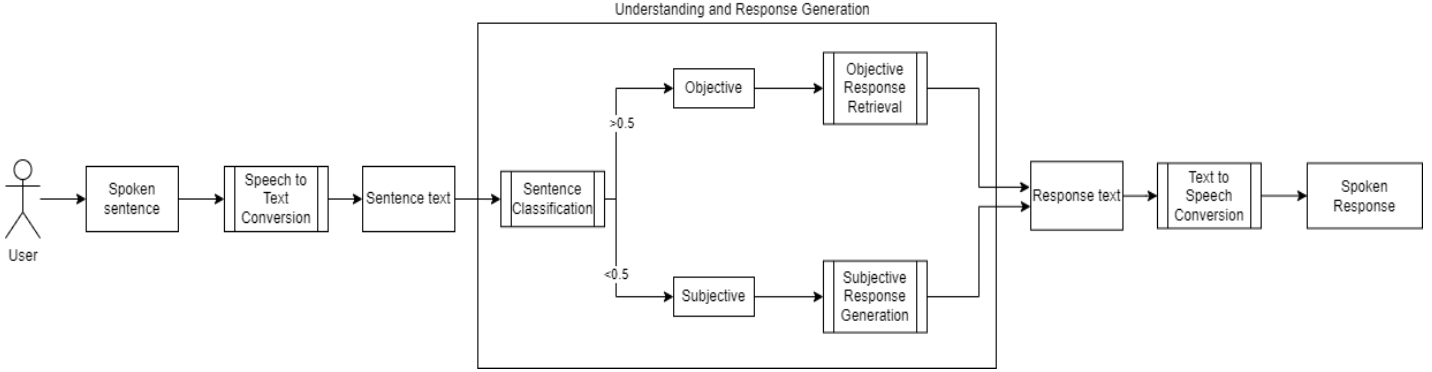 Understanding and Response Generation
User
Spoken
sentence
Speech to
Text
Conversion
Sentence text
Sentence
Classification
>0.5
<0.5
Objective
Objective
Response
Retrieval
Subjective
Subjective
Response
Generation
Response text
Text to
Speech
Conversion
Spoken
Response